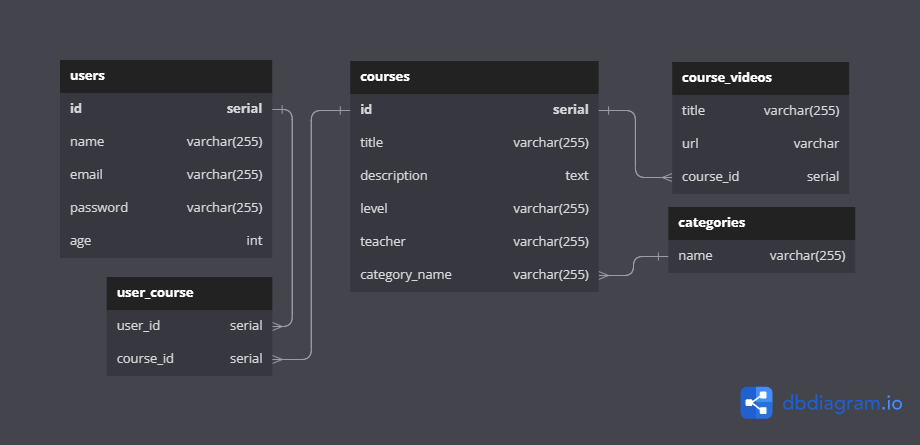 users
id serial
name varchar(255)
email varchar(255)
password varchar(255)
age int
user_course
user_id serial
course_id serial
courses
id serial
title varchar(255)
description text
level varchar(255)
teacher varchar(255)
category_name varchar(255)
course_videos
title varchar(255)
url varchar
course_id serial
categories
name varchar(255)
dbdiagram.io